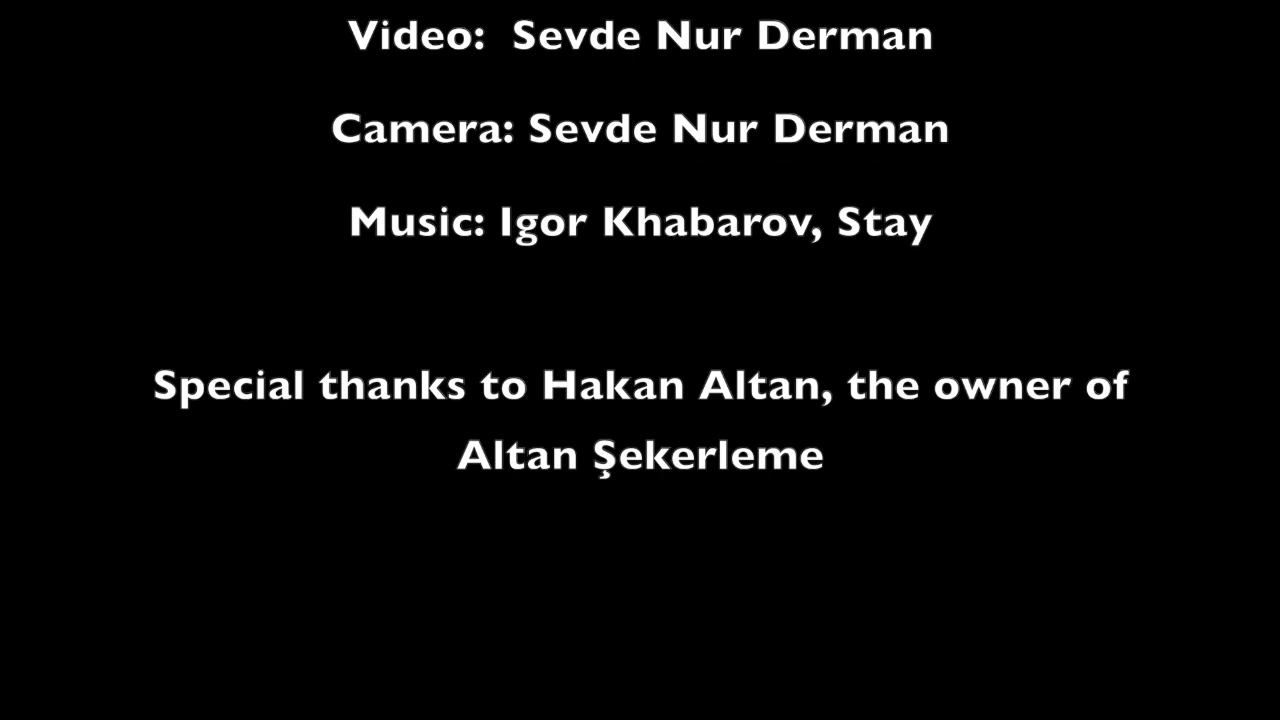 Video:  Sevde Nur Derman
Camera: Sevde Nur Derman
Music: Igor Khabarov, Stay
Special thanks to Hakan Altan, the owner of
Altan Şekerleme